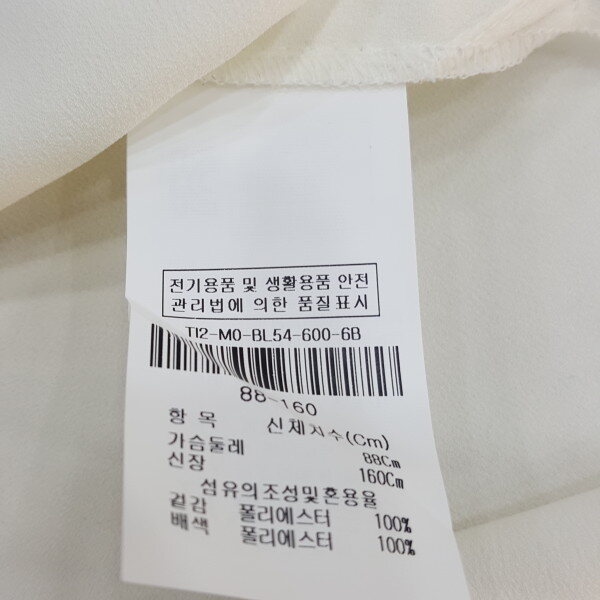 전기용품 및 생활용품 안전
관리법에 의한 품질표시
TI2-MO-BL54-600-6B
88-160
항 목 신체치수(Cm)
가슴둘레 88Cm
신장 160Cm
섬유의조성및혼용율
겉감 폴리에스터 100%
배색 폴리에스터 100%